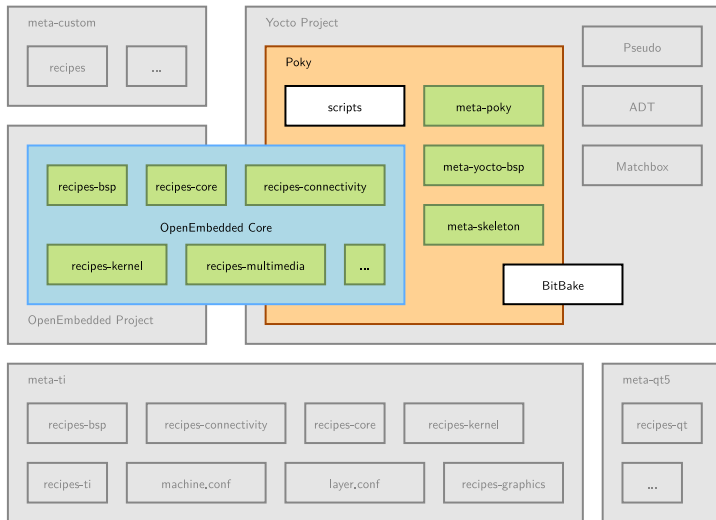 meta-custom
recipes
...
Yocto Project
Poky
scripts
meta-poky
meta-yocto-bsp
meta-skeleton
BitBake
Pseudo
ADT
Matchbox
recipes-bsp
recipes-core
recipes-connectivity
OpenEmbedded Core
recipes-kernel
recipes-multimedia
...
OpenEmbedded Project
meta-ti
recipes-bsp
recipes-connectivity
recipes-core
recipes-kernel
recipes-ti
machine.conf
layer.conf
recipes-graphics
meta-qt5
recipes-qt
...